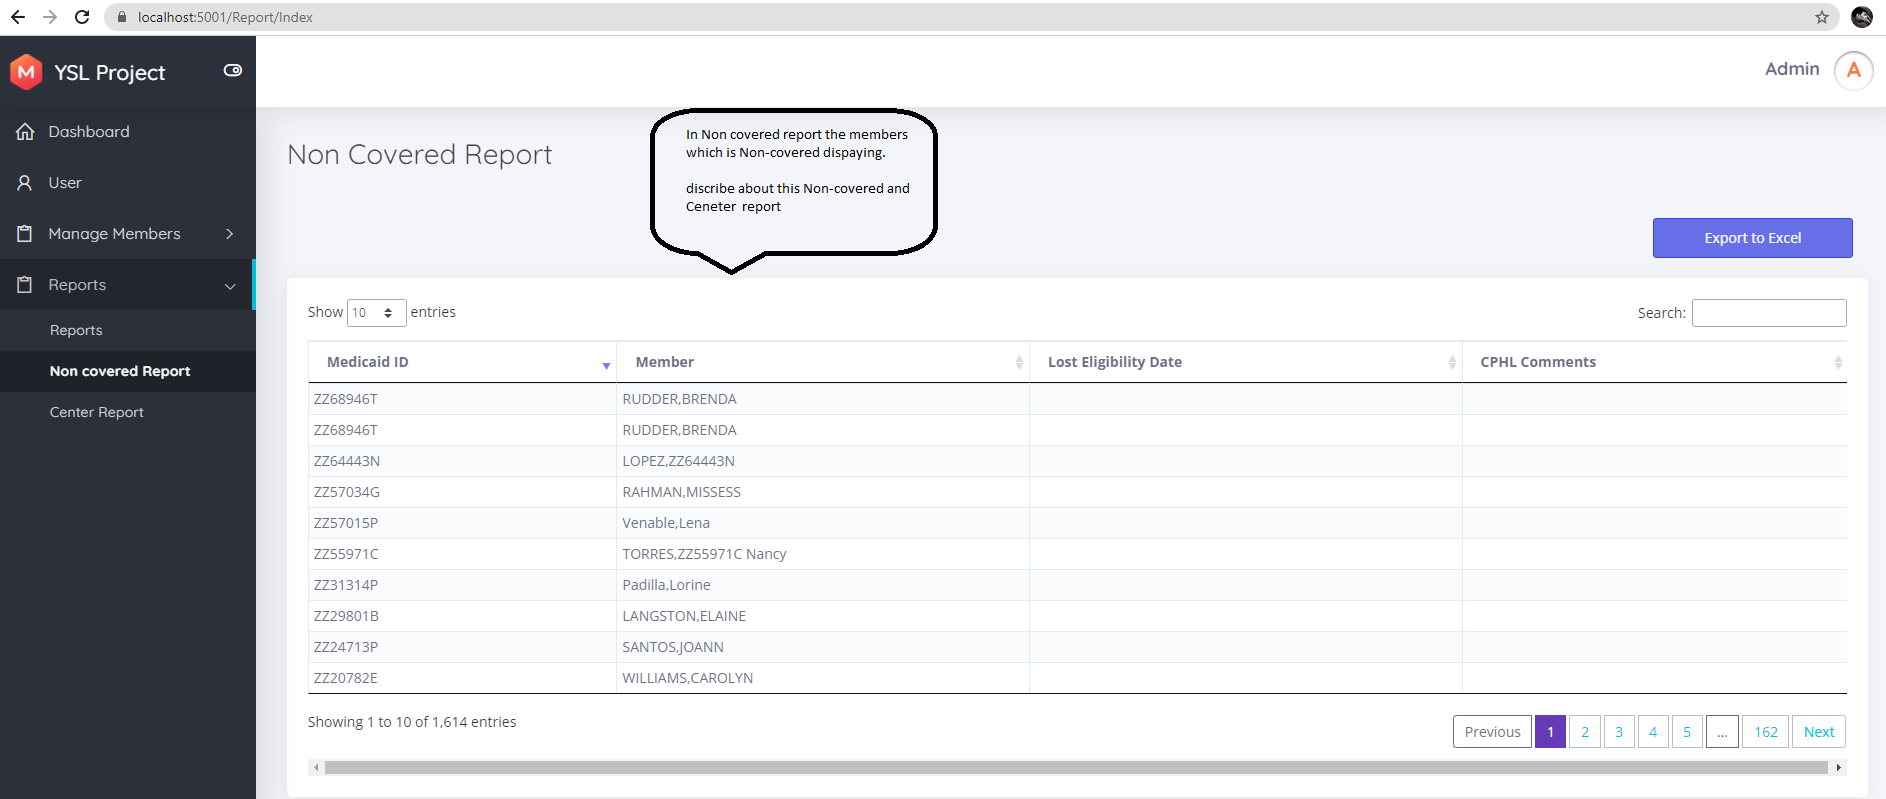 localhost:5001/Report/Index
M YSL Project
Admin A
Dashboard
User
Manage Members
Reports
Reports
Non covered Report
Center Report
Non Covered Report
In Non covered report the members
which is Non-covered dispaying.
discribe about this Non-covered and
Ceneter report
Export to Excel
Show 10 entries
Search:
Medicaid ID Member Lost Eligibility Date CPHL Comments
ZZ68946T RUDDER,BRENDA
ZZ68946T RUDDER,BRENDA
ZZ64443N LOPEZ,ZZ64443N
ZZ57034G RAHMAN,MISSESS
ZZ57015P Venable,Lena
ZZ55971C TORRES,ZZ55971C Nancy
ZZ31314P Padilla,Lorine
ZZ29801B LANGSTON,ELAINE
ZZ24713P SANTOS,JOANN
ZZ20782E WILLIAMS,CAROLYN
Showing 1 to 10 of 1,614 entries
Previous 1 2 3 4 5 ... 162 Next